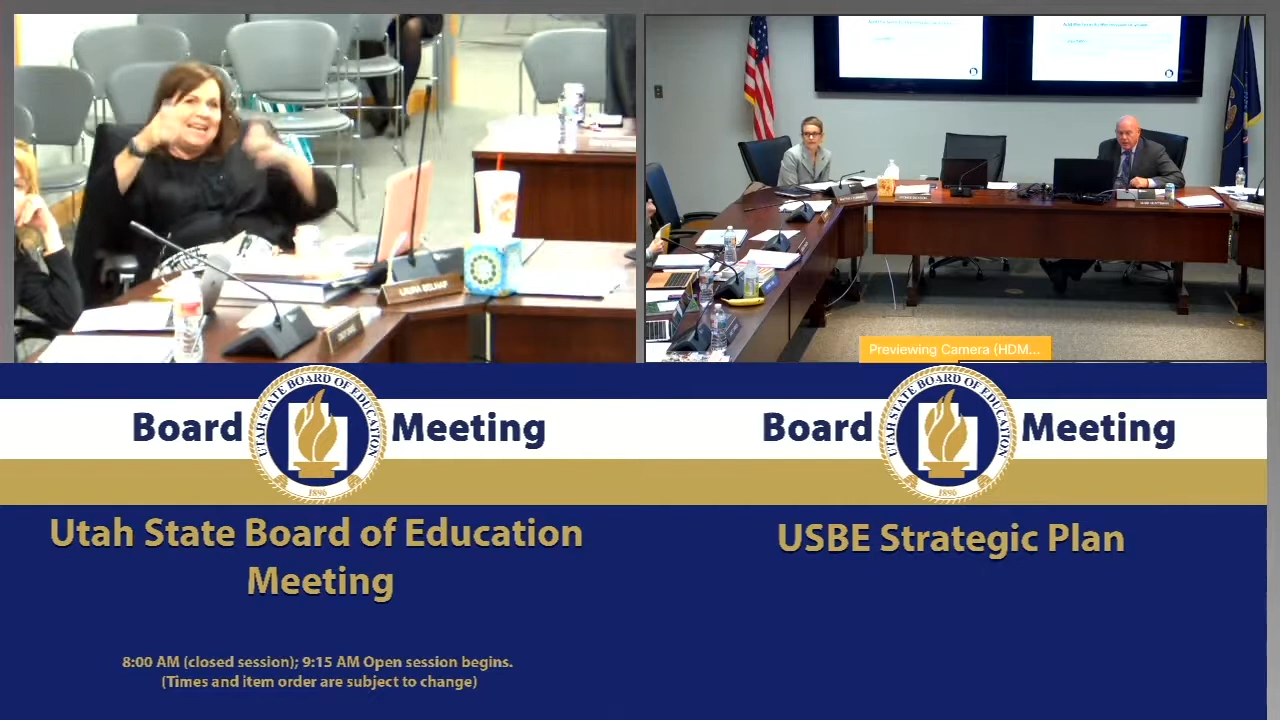 LAURA BELNAP
Previewing Camera (HDM...
Board Meeting
UTAH STATE BOARD OF EDUCATION
1896
Utah State Board of Education
Meeting
8:00 AM (closed session); 9:15 AM Open session begins.
(Times and item order are subject to change)
Board Meeting
UTAH STATE BOARD OF EDUCATION
1896
USBE Strategic Plan